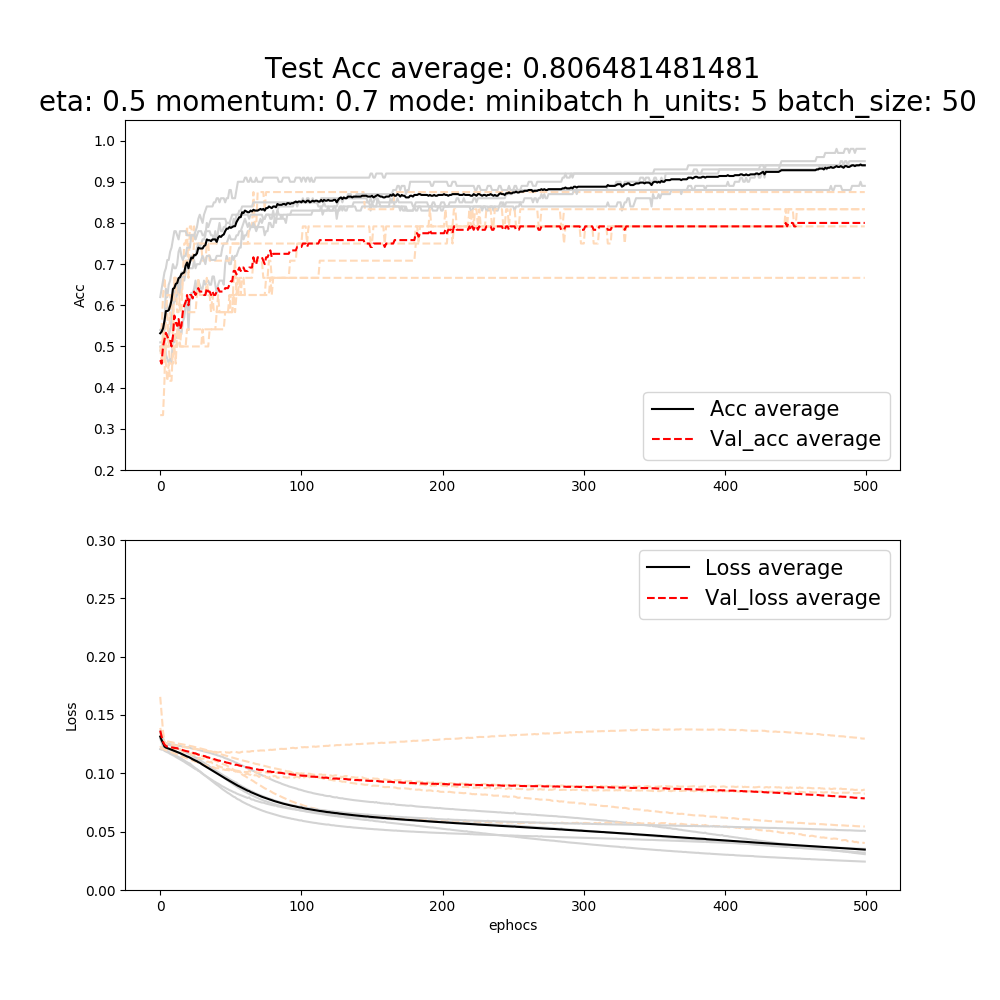 Test Acc average: 0.806481481481
eta: 0.5 momentum: 0.7 mode: minibatch h_units: 5 batch_size: 50
1.0
0.9
0.8
0.7
0.6
0.5
0.4
0.3
0.2
Acc
Acc average
Val_acc average
0 100 200 300 400 500
0.30
0.25
0.20
0.15
0.10
0.05
0.00
Loss
Loss average
Val_loss average
0 100 200 300 400 500
ephocs